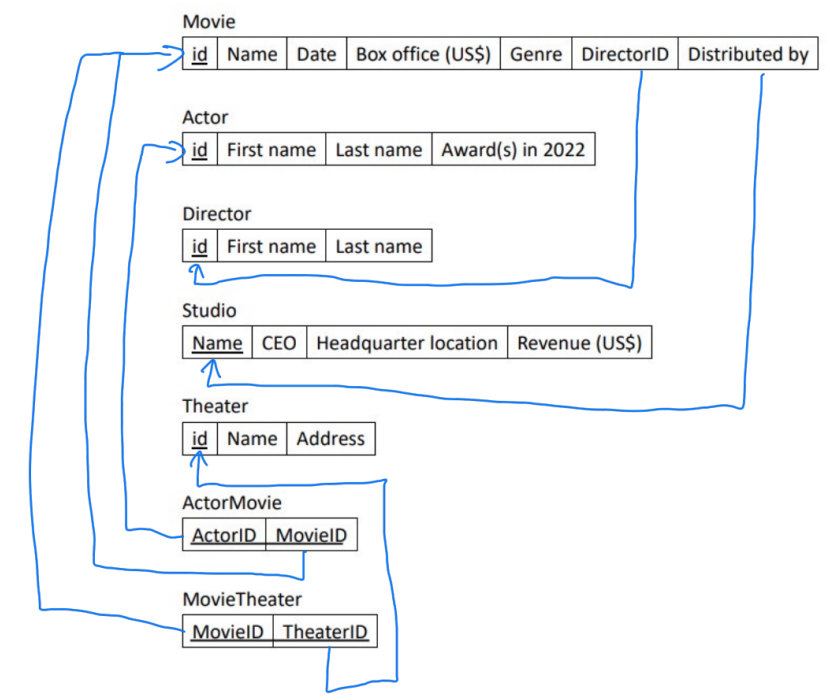 Movie
id Name Date Box office (US$) Genre DirectorID Distributed by
Actor
id First name Last name Award(s) in 2022
Director
id First name Last name
Studio
Name CEO Headquarter location Revenue (US$)
Theater
id Name Address
ActorMovie
ActorID MovieID
MovieTheater
MovieID TheaterID